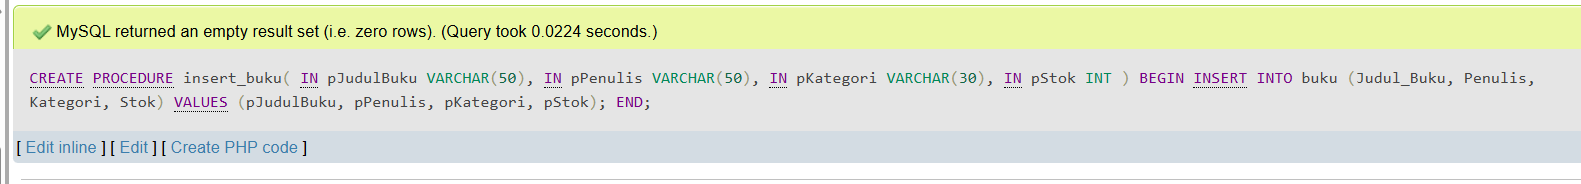 MySQL returned an empty result set (i.e. zero rows). (Query took 0.0224 seconds.)
CREATE PROCEDURE insert_buku( IN pJudulBuku VARCHAR(50), IN pPenulis VARCHAR(50), IN pKategori VARCHAR(30), IN pStok INT ) BEGIN INSERT INTO buku (Judul_Buku, Penulis,
Kategori, Stok) VALUES (pJudulBuku, pPenulis, pKategori, pStok); END;
[ Edit inline ] [ Edit ] [ Create PHP code ]